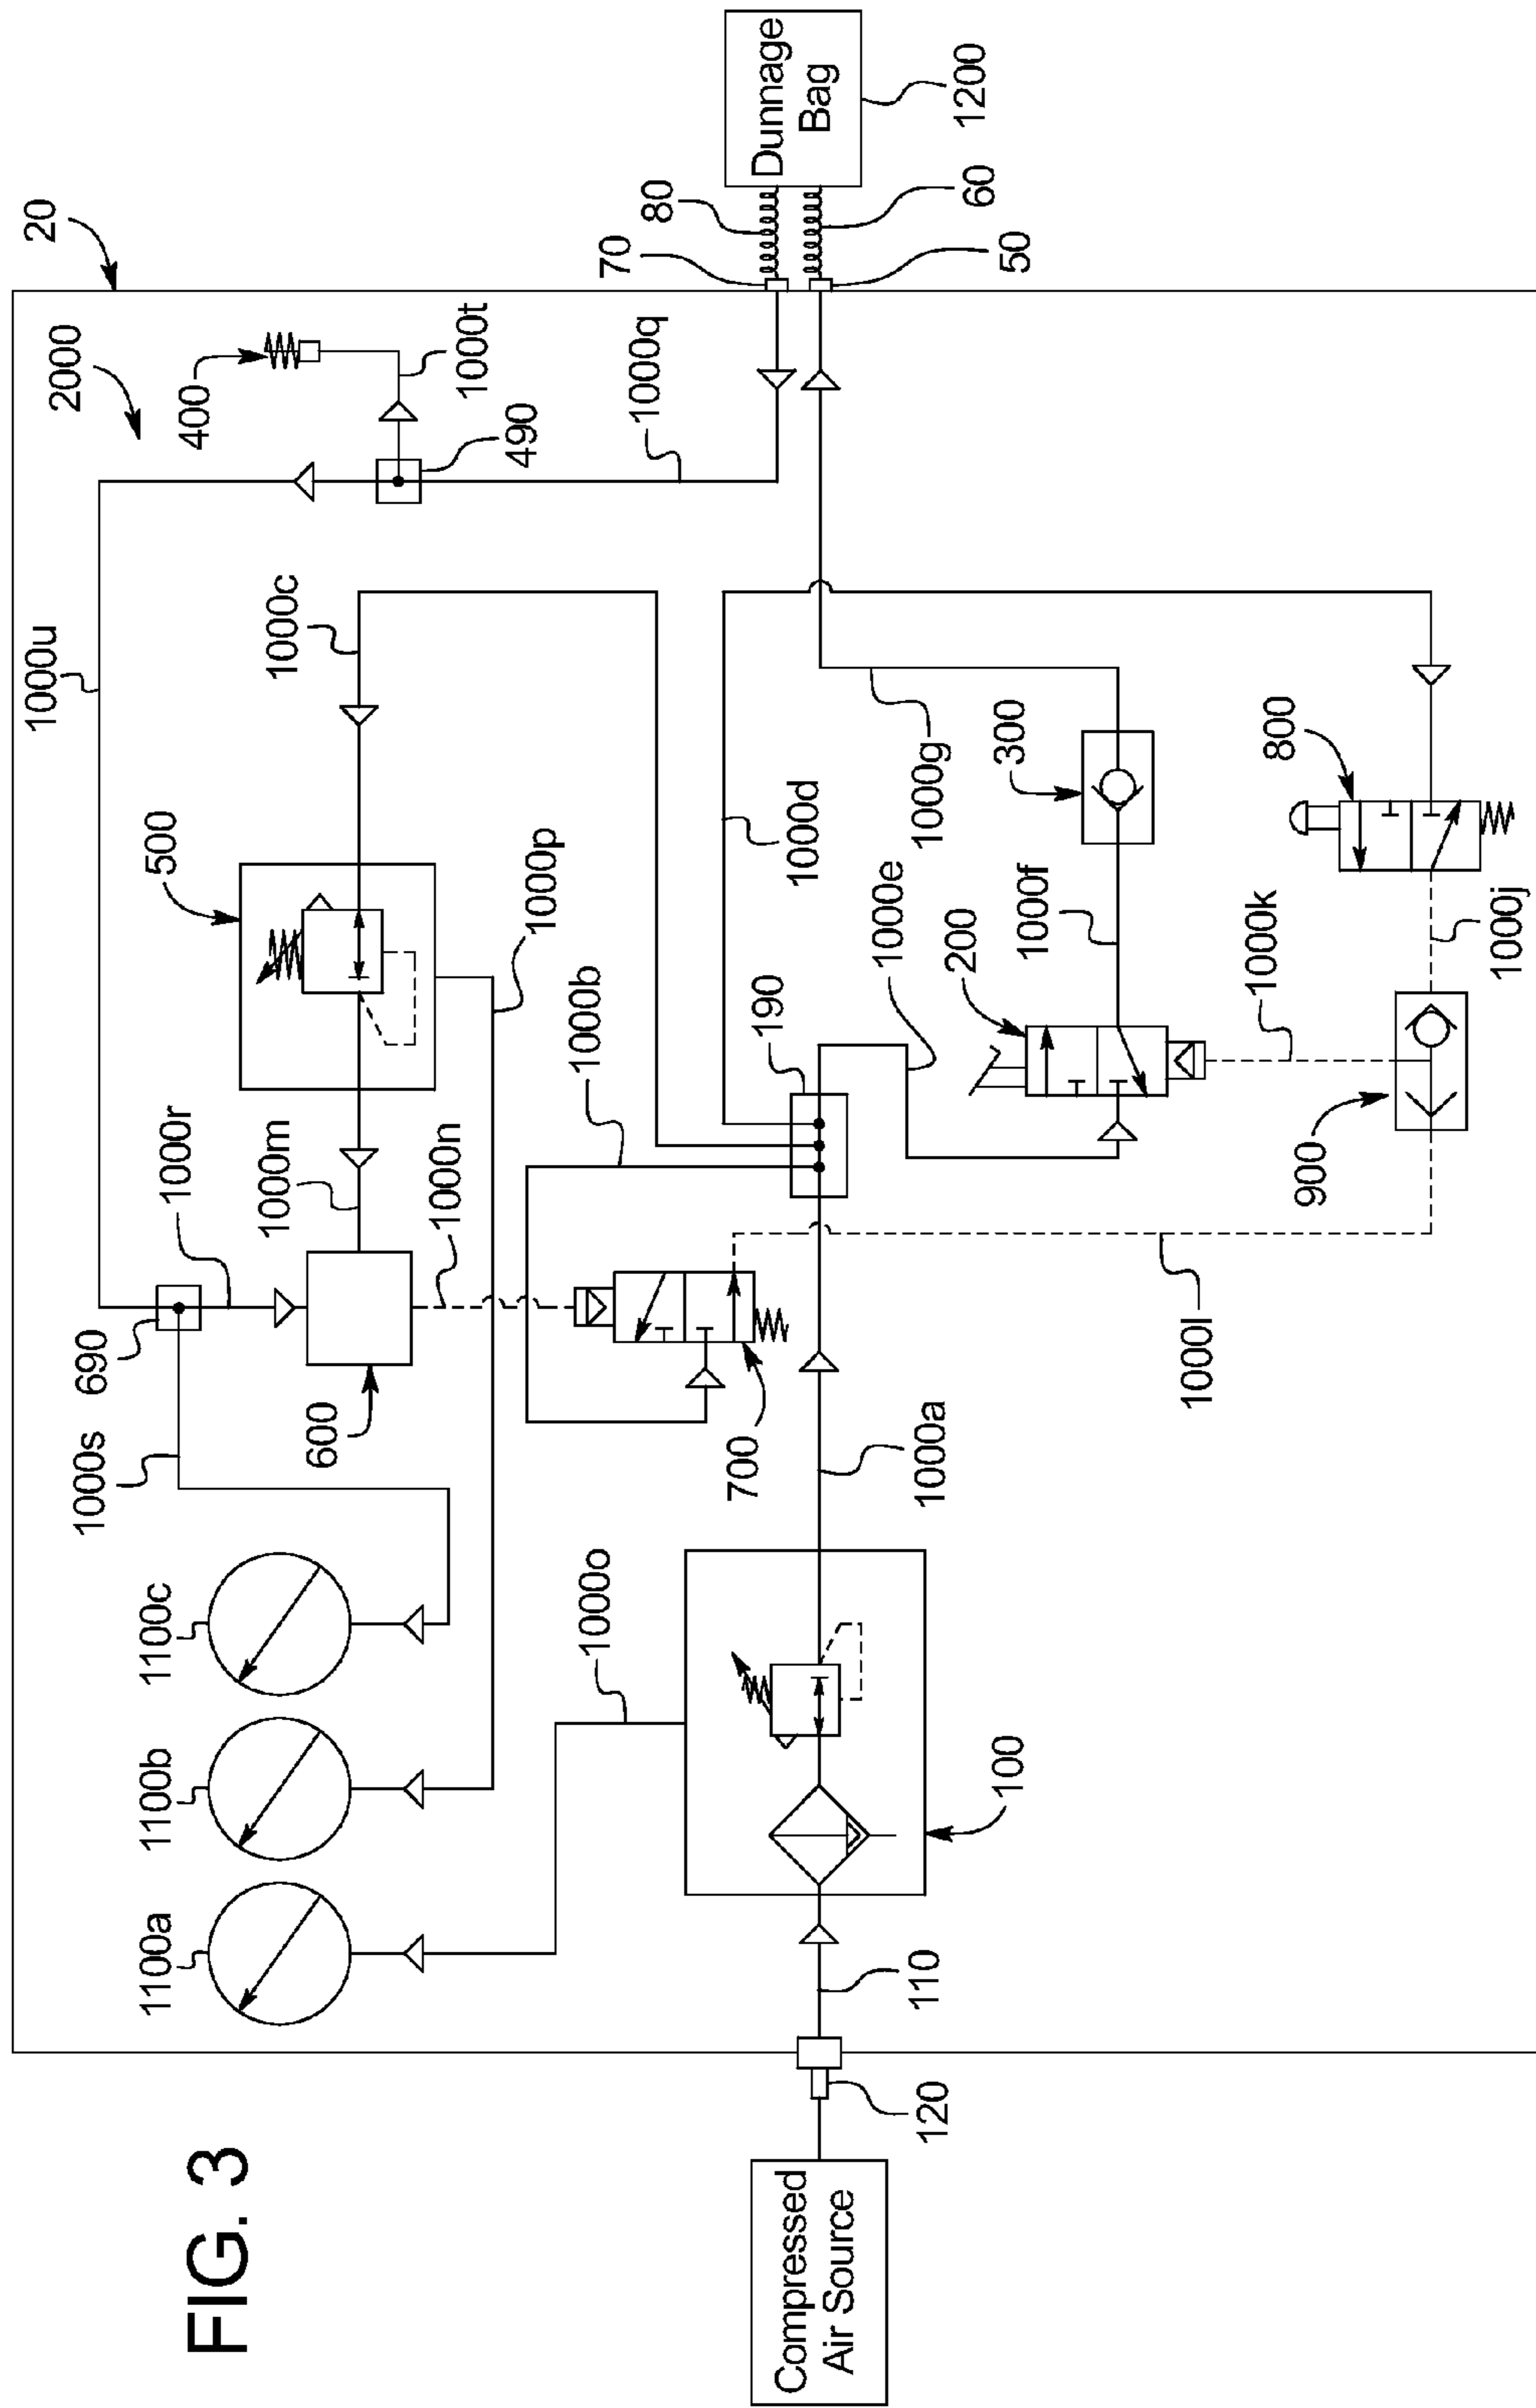 FIG. 3
20
2000
1000u
400
1000t
490
1000q
70
80
60
50
Dunnage
Bag
1200
1000c
500
1000p
1000d
1000g
300
800
1000r
1000m
1000n
1000b
190
1000e
200
1000f
1000k
1000j
900
690
1000s
600
700
1000a
1000l
1100c
1100b
1100a
1000o
100
110
120
Compressed
Air Source